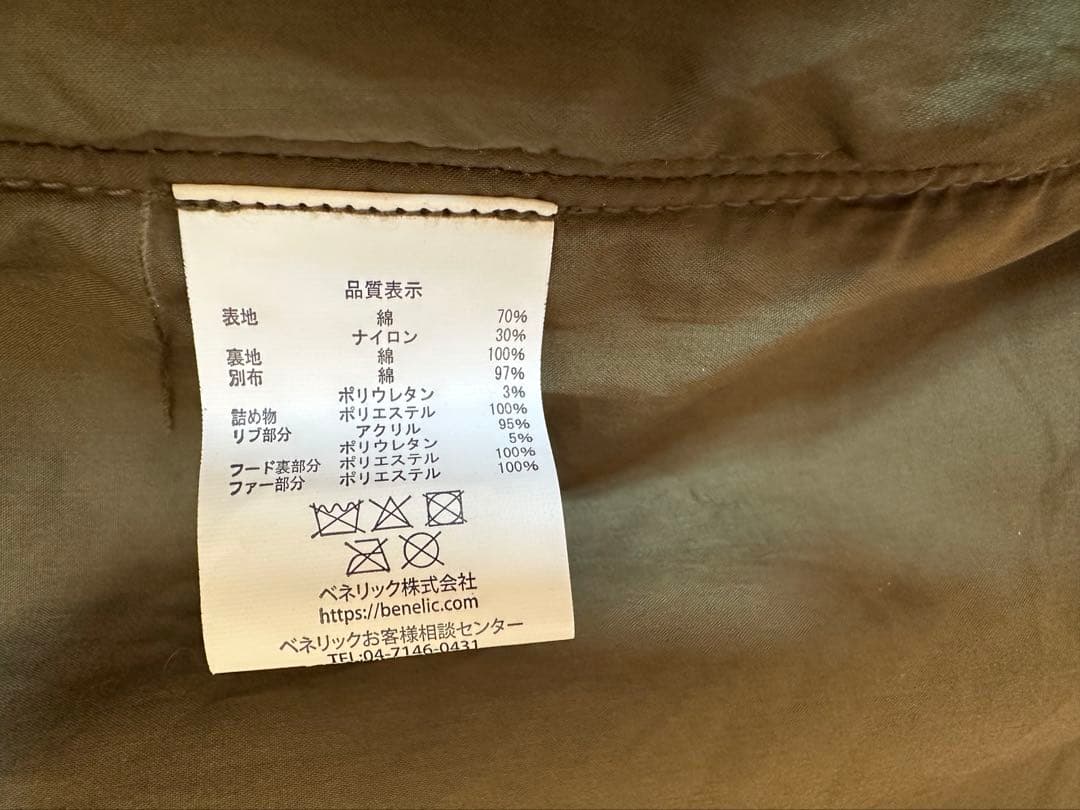 品質表示
表地 綿 70%
ナイロン 30%
裏地 綿 100%
別布 綿 97%
ポリウレタン 3%
詰め物 ポリエステル 100%
リブ部分 アクリル 95%
ポリウレタン 5%
フード裏部分 ポリエステル 100%
ファー部分 ポリエステル 100%
ベネリック株式会社
https://benelic.com
ベネリックお客様相談センター
TEL:04-7146-0431